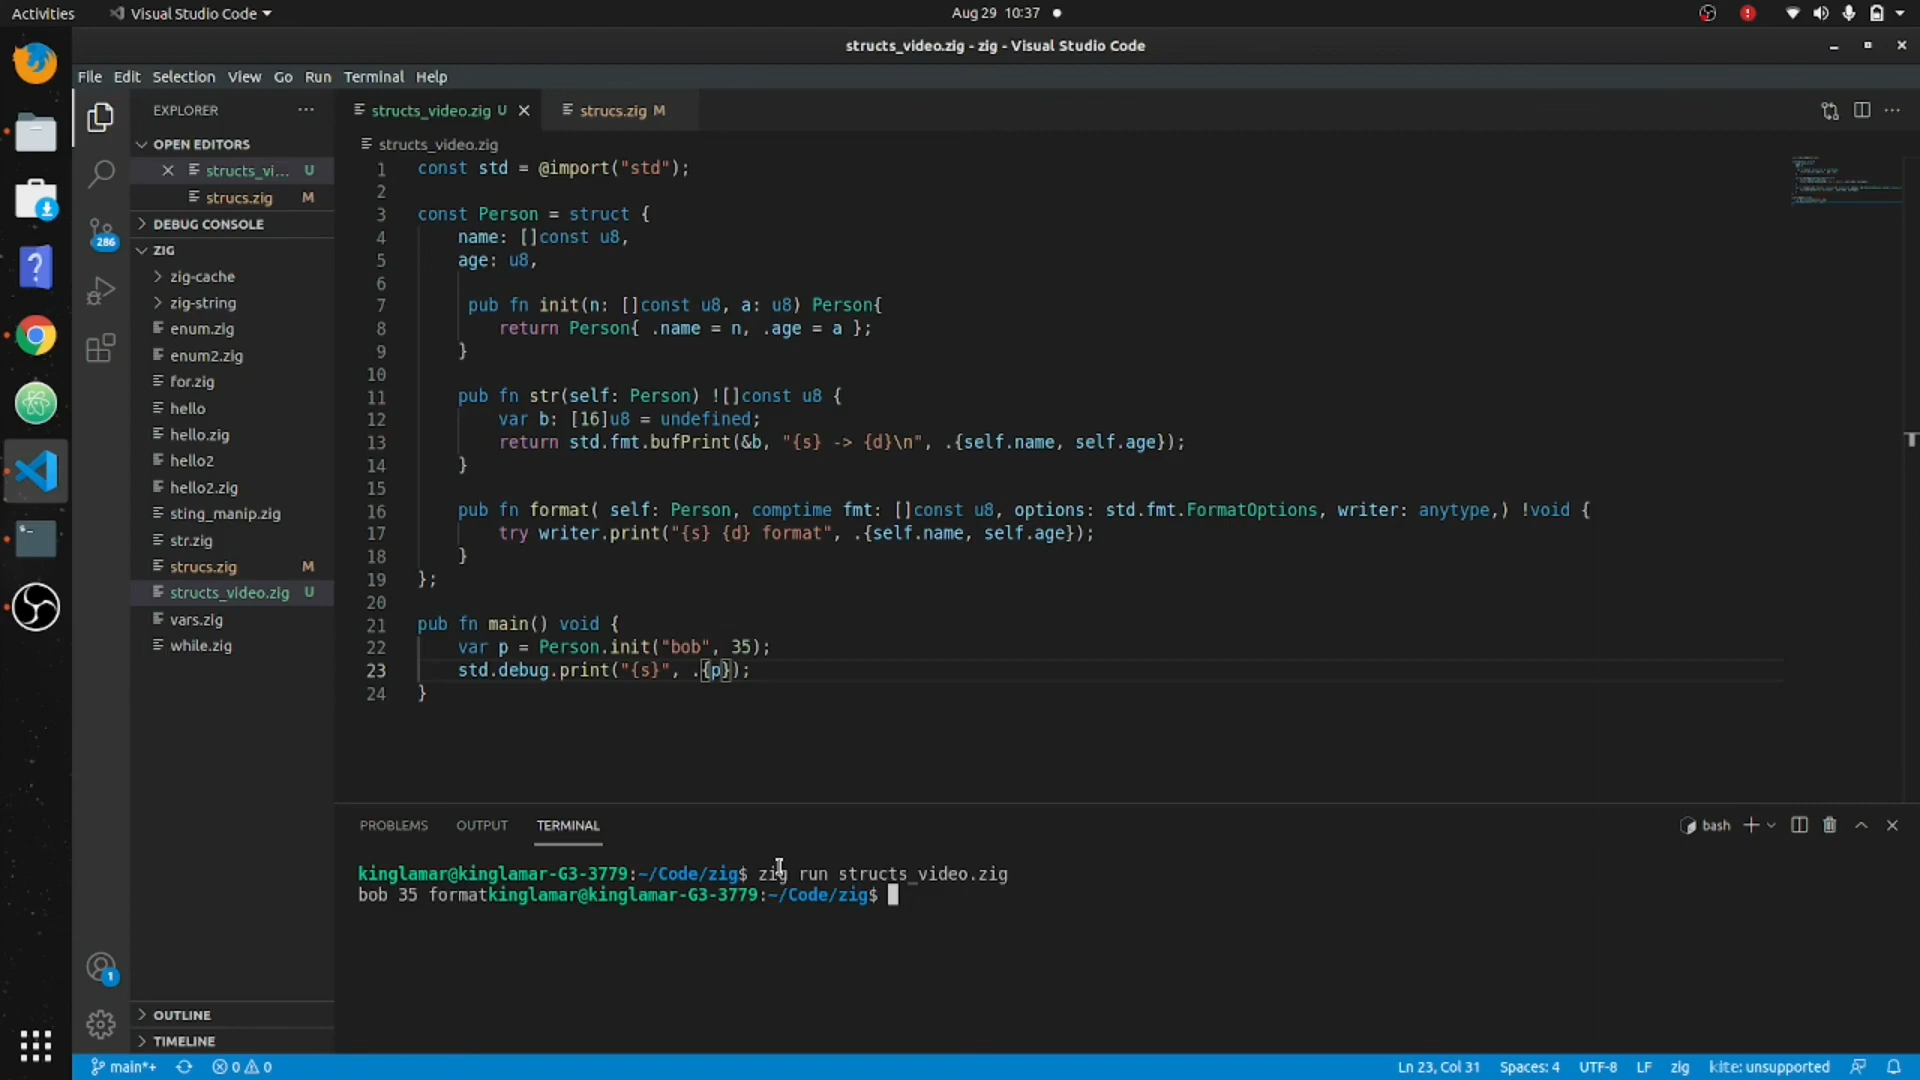 Activities
Visual Studio Code
Aug 29 10:37
structs_video.zig - zig - Visual Studio Code
File Edit Selection View Go Run Terminal Help
EXPLORER
OPEN EDITORS
structs_vi... U
strucs.zig M
DEBUG CONSOLE
286
ZIG
zig-cache
zig-string
enum.zig
enum2.zig
for.zig
hello
hello.zig
hello2
hello2.zig
sting_manip.zig
str.zig
strucs.zig M
structs_video.zig U
vars.zig
while.zig
OUTLINE
TIMELINE
1
structs_video.zig U
strucs.zig M
structs_video.zig
1 const std = @import("std");
2
3 const Person = struct {
4 name: []const u8,
5 age: u8,
6
7 pub fn init(n: []const u8, a: u8) Person{
8 return Person{ .name = n, .age = a };
9 }
10
11 pub fn str(self: Person) ![]const u8 {
12 var b: [16]u8 = undefined;
13 return std.fmt.bufPrint(&b, "{s} -> {d}\n", .{self.name, self.age});
14 }
15
16 pub fn format( self: Person, comptime fmt: []const u8, options: std.fmt.FormatOptions, writer: anytype,) !void {
17 try writer.print("{s} {d} format", .{self.name, self.age});
18 }
19 };
20
21 pub fn main() void {
22 var p = Person.init("bob", 35);
23 std.debug.print("{s}", .{p});
24 }
PROBLEMS OUTPUT TERMINAL
bash
kinglamar@kinglamar-G3-3779:~/Code/zig$ zig run structs_video.zig
bob 35 formatkinglamar@kinglamar-G3-3779:~/Code/zig$
main*+ 0 0
Ln 23, Col 31 Spaces: 4 UTF-8 LF zig kite: unsupported